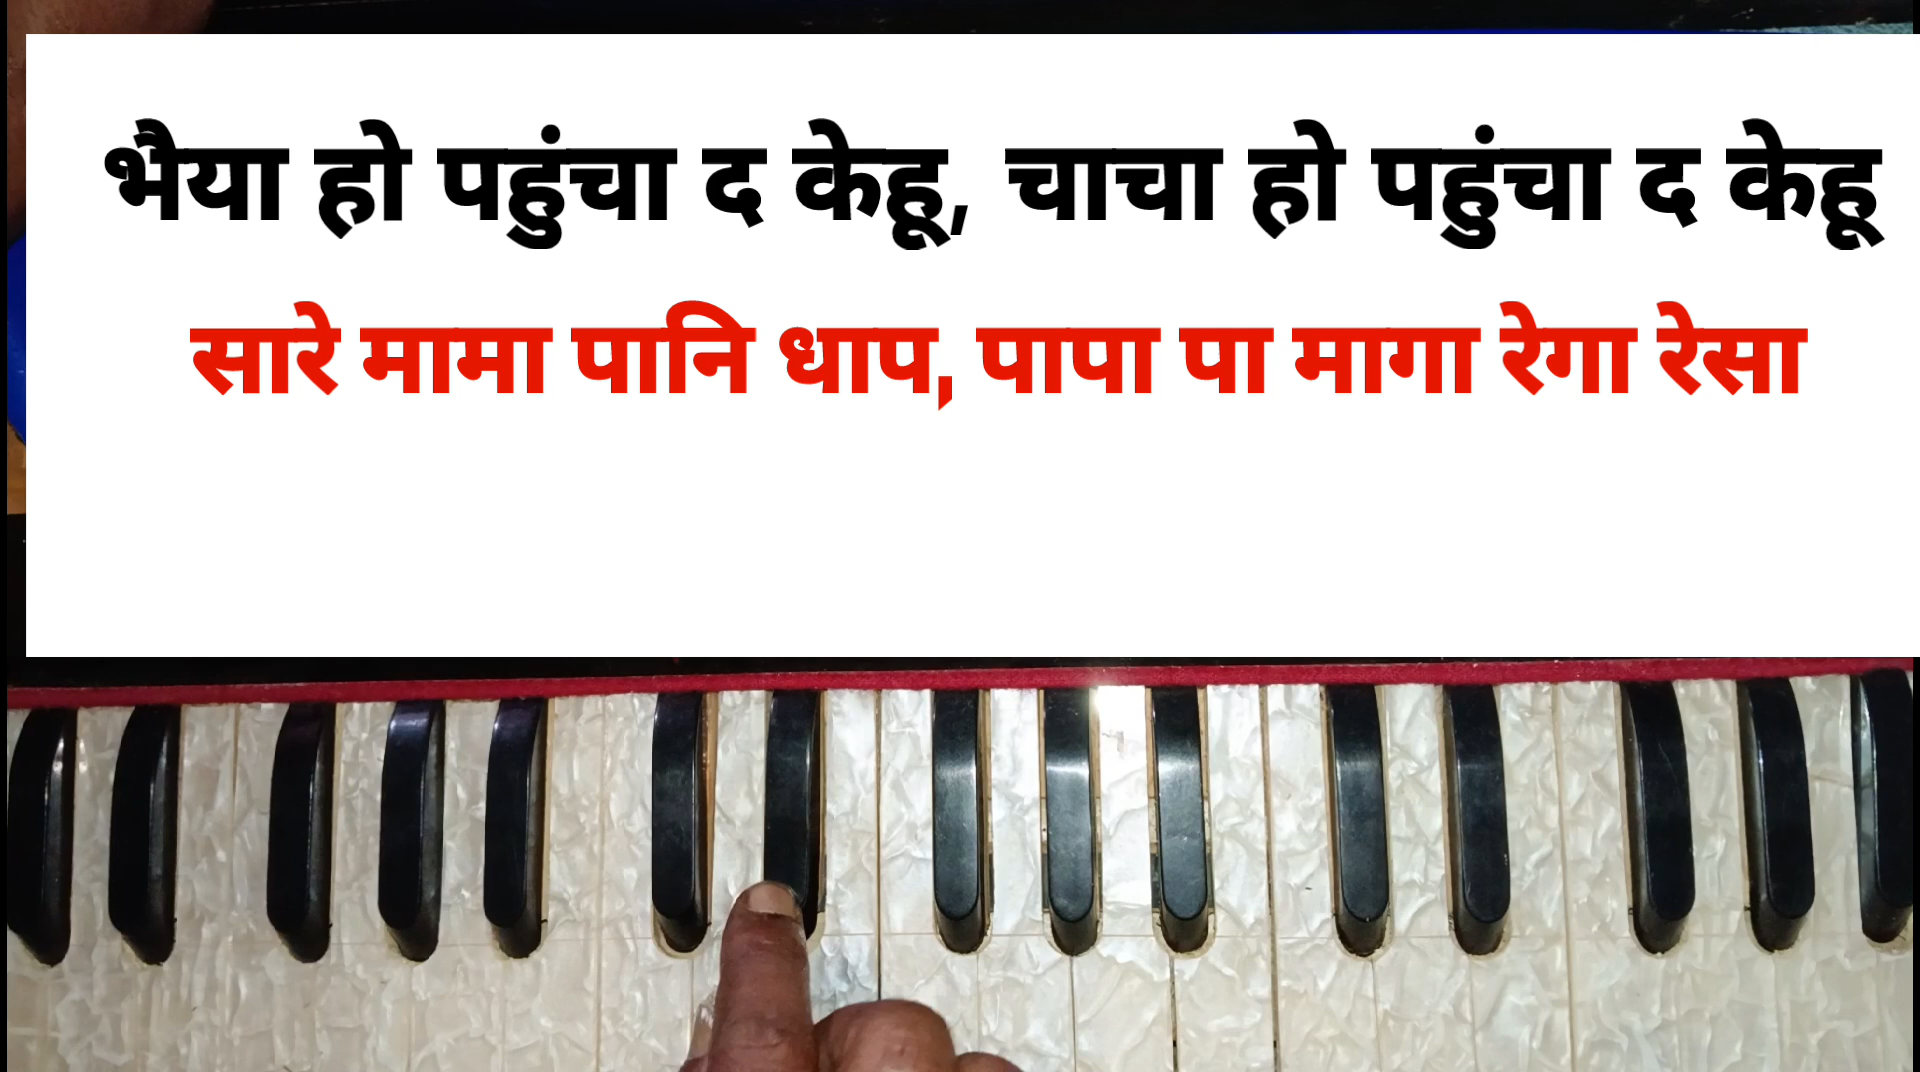 भैया हो पहुंचा द केहू, चाचा हो पहुंचा द केहू
सारे मामा पानि धाप, पापा पा मागा रेगा रेसा